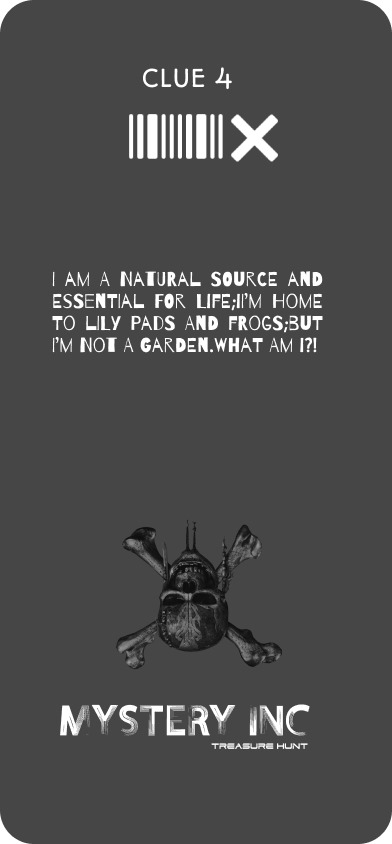 CLUE 4
I AM A NATURAL SOURCE AND
ESSENTIAL FOR LIFE;II'M HOME
TO LILY PADS AND FROGS;BUT
I'M NOT A GARDEN.WHAT AM I?!
MYSTERY INC
TREASURE HUNT